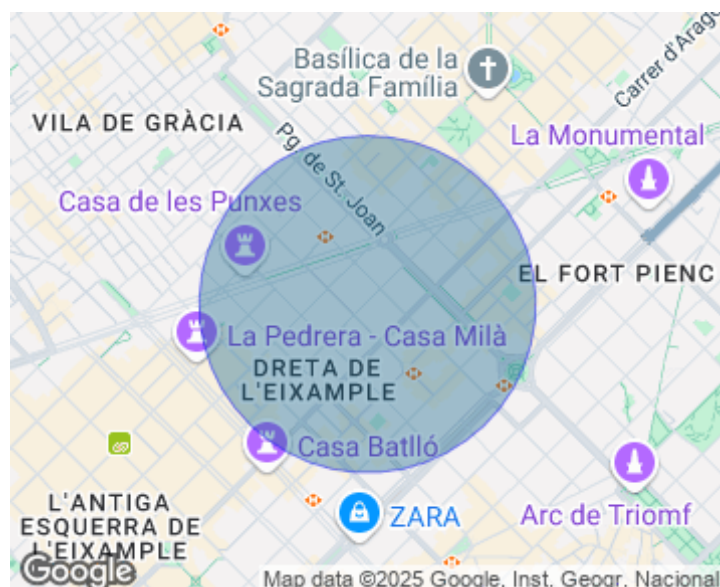 Basílica de la
Sagrada Família
Carrer d'Arago
VILA DE GRÀCIA
La Monumental
Pg. de St. Joan
Casa de les Punxes
EL FORT PIENC
La Pedrera - Casa Milà
DRETA DE
L'EIXAMPLE
Casa Batlló
L'ANTIGA
ESQUERRA DE
L'EIXAMPLE
ZARA
Arc de Triomf
Google
Map data ©2025 Google, Inst. Geogr. Nacional